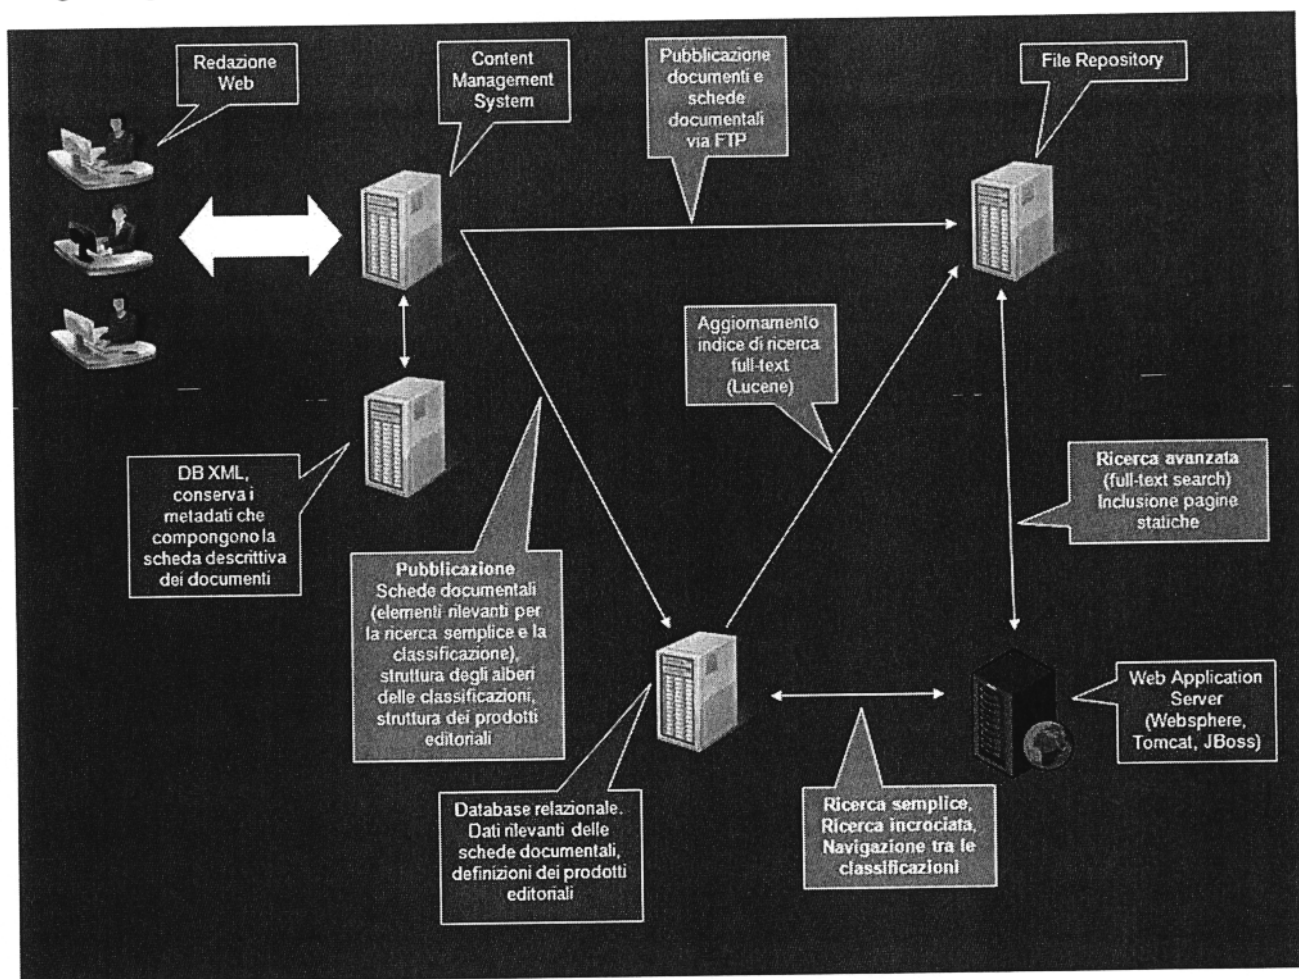 Redazione
Web
Content
Management
System
Pubblicazione
documenti e
schede
documentali
via FTP
File Repository
Aggiornamento
indice di ricerca
full-text
(Lucene)
DB XML,
conserva i
metadati che
compongono la
scheda descrittiva
dei documenti
Ricerca avanzata
(full-text search)
Inclusione pagine
statiche
Pubblicazione
Schede documentali
(elementi rilevanti per
la ricerca semplice e la
classificazione),
struttura degli alberi
delle classificazioni,
struttura dei prodotti
editoriali
Web Application
Server
(Websphere,
Tomcat, JBoss)
Database relazionale.
Dati rilevanti delle
schede documentali,
definizioni dei prodotti
editoriali
Ricerca semplice,
Ricerca incrociata,
Navigazione tra le
classificazioni